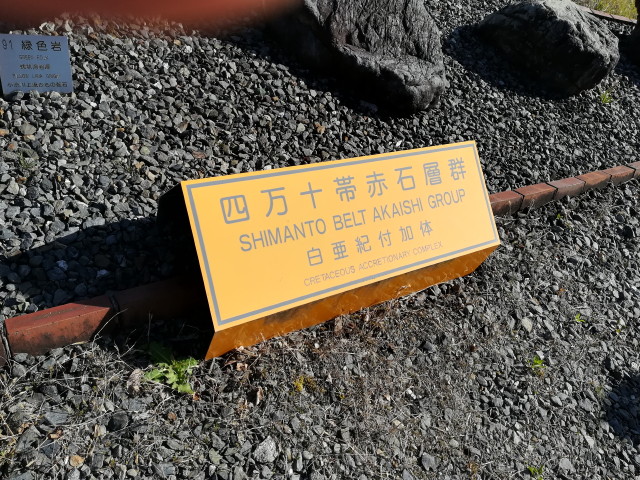 91 緑色岩
四万十帯赤石層群
SHIMANTO BELT AKAISHI GROUP
白亜紀付加体
CRETACEOUS ACCRETIONARY COMPLEX